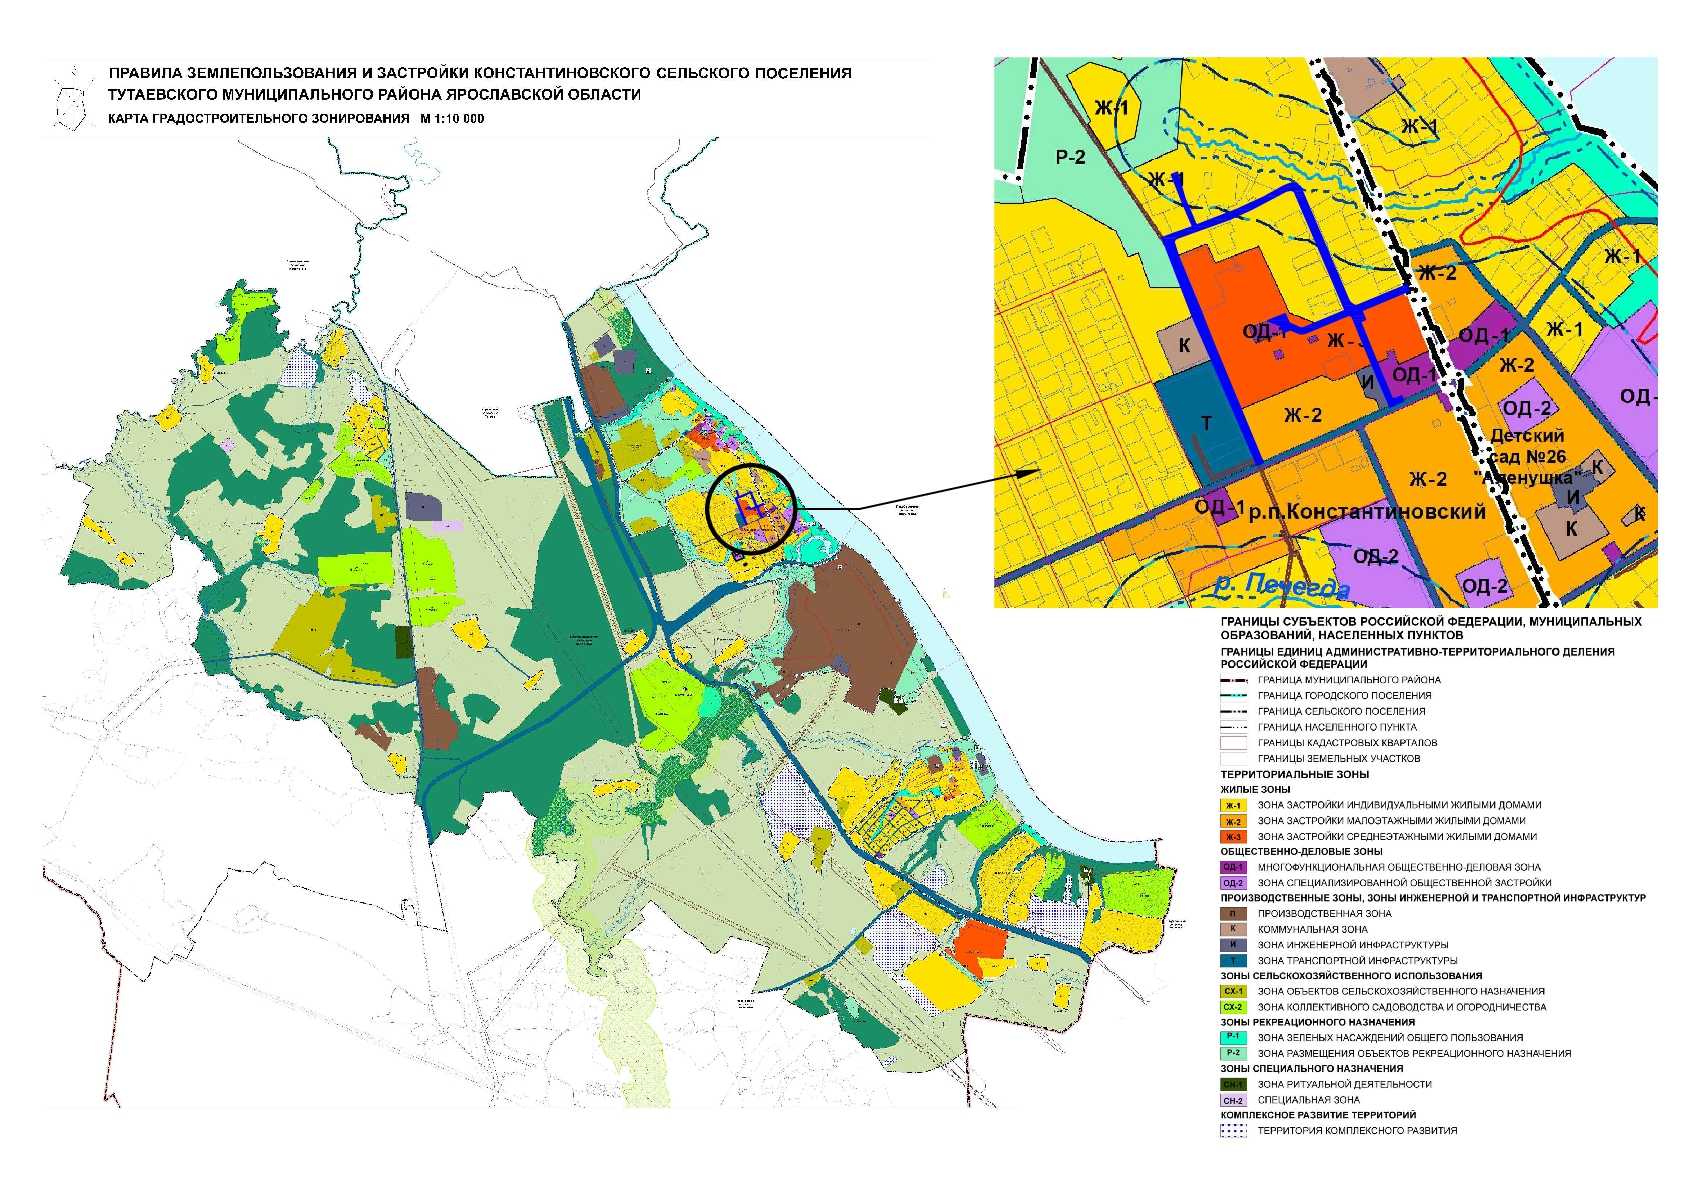 ПРАВИЛА ЗЕМЛЕПОЛЬЗОВАНИЯ И ЗАСТРОЙКИ КОНСТАНТИНОВСКОГО СЕЛЬСКОГО ПОСЕЛЕНИЯ
ТУТАЕВСКОГО МУНИЦИПАЛЬНОГО РАЙОНА ЯРОСЛАВСКОЙ ОБЛАСТИ
КАРТА ГРАДОСТРОИТЕЛЬНОГО ЗОНИРОВАНИЯ М 1:10 000
Ж-1
Ж-1
Р-2
Ж-1
Ж-1
Ж-2
ОД-1
Ж-
ОД-1
Ж-1
К
И
ОД-1
Ж-2
ОД-
Т
Ж-2
ОД-2
Детский
сад №26
"Аленушка"
К
Ж-2
И
ОД-1
р.п.Константиновский
К
К
ОД-2
ОД-2
р. Печегда
ГРАНИЦЫ СУБЪЕКТОВ РОССИЙСКОЙ ФЕДЕРАЦИИ, МУНИЦИПАЛЬНЫХ
ОБРАЗОВАНИЙ, НАСЕЛЕННЫХ ПУНКТОВ
ГРАНИЦЫ ЕДИНИЦ АДМИНИСТРАТИВНО-ТЕРРИТОРИАЛЬНОГО ДЕЛЕНИЯ
РОССИЙСКОЙ ФЕДЕРАЦИИ
ГРАНИЦА МУНИЦИПАЛЬНОГО РАЙОНА
ГРАНИЦА ГОРОДСКОГО ПОСЕЛЕНИЯ
ГРАНИЦА СЕЛЬСКОГО ПОСЕЛЕНИЯ
ГРАНИЦА НАСЕЛЕННОГО ПУНКТА
ГРАНИЦЫ КАДАСТРОВЫХ КВАРТАЛОВ
ГРАНИЦЫ ЗЕМЕЛЬНЫХ УЧАСТКОВ
ТЕРРИТОРИАЛЬНЫЕ ЗОНЫ
ЖИЛЫЕ ЗОНЫ
Ж-1 ЗОНА ЗАСТРОЙКИ ИНДИВИДУАЛЬНЫМИ ЖИЛЫМИ ДОМАМИ
Ж-2 ЗОНА ЗАСТРОЙКИ МАЛОЭТАЖНЫМИ ЖИЛЫМИ ДОМАМИ
Ж-3 ЗОНА ЗАСТРОЙКИ СРЕДНЕЭТАЖНЫМИ ЖИЛЫМИ ДОМАМИ
ОБЩЕСТВЕННО-ДЕЛОВЫЕ ЗОНЫ
ОД-1 МНОГОФУНКЦИОНАЛЬНАЯ ОБЩЕСТВЕННО-ДЕЛОВАЯ ЗОНА
ОД-2 ЗОНА СПЕЦИАЛИЗИРОВАННОЙ ОБЩЕСТВЕННОЙ ЗАСТРОЙКИ
ПРОИЗВОДСТВЕННЫЕ ЗОНЫ, ЗОНЫ ИНЖЕНЕРНОЙ И ТРАНСПОРТНОЙ ИНФРАСТРУКТУР
П ПРОИЗВОДСТВЕННАЯ ЗОНА
К КОММУНАЛЬНАЯ ЗОНА
И ЗОНА ИНЖЕНЕРНОЙ ИНФРАСТРУКТУРЫ
Т ЗОНА ТРАНСПОРТНОЙ ИНФРАСТРУКТУРЫ
ЗОНЫ СЕЛЬСКОХОЗЯЙСТВЕННОГО ИСПОЛЬЗОВАНИЯ
СХ-1 ЗОНА ОБЪЕКТОВ СЕЛЬСКОХОЗЯЙСТВЕННОГО НАЗНАЧЕНИЯ
СХ-2 ЗОНА КОЛЛЕКТИВНОГО САДОВОДСТВА И ОГОРОДНИЧЕСТВА
ЗОНЫ РЕКРЕАЦИОННОГО НАЗНАЧЕНИЯ
Р-1 ЗОНА ЗЕЛЕНЫХ НАСАЖДЕНИЙ ОБЩЕГО ПОЛЬЗОВАНИЯ
Р-2 ЗОНА РАЗМЕЩЕНИЯ ОБЪЕКТОВ РЕКРЕАЦИОННОГО НАЗНАЧЕНИЯ
ЗОНЫ СПЕЦИАЛЬНОГО НАЗНАЧЕНИЯ
СН-1 ЗОНА РИТУАЛЬНОЙ ДЕЯТЕЛЬНОСТИ
СН-2 СПЕЦИАЛЬНАЯ ЗОНА
КОМПЛЕКСНОЕ РАЗВИТИЕ ТЕРРИТОРИЙ
ТЕРРИТОРИЯ КОМПЛЕКСНОГО РАЗВИТИЯ